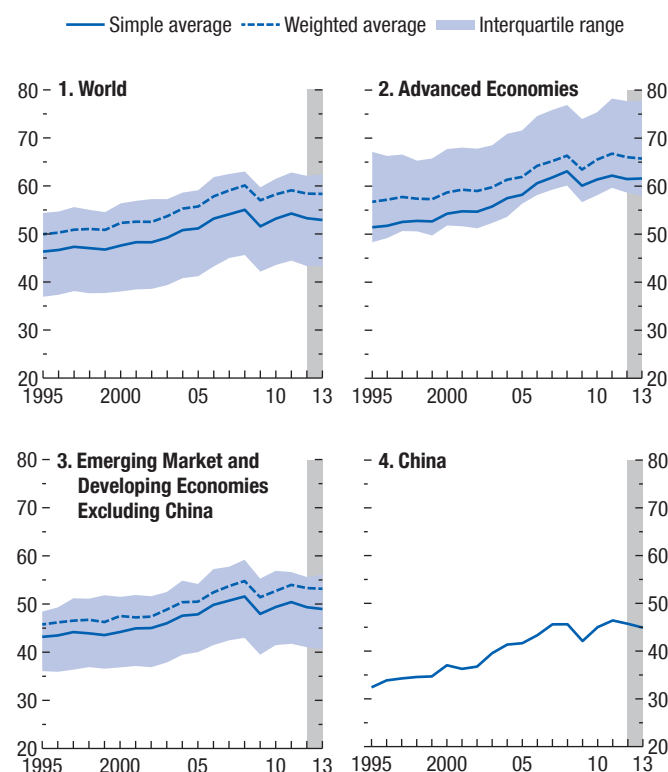 Simple average Weighted average Interquartile range
1. World
80
70
60
50
40
30
20
1995 2000 05 10 13
2. Advanced Economies
80
70
60
50
40
30
20
1995 2000 05 10 13
3. Emerging Market and
Developing Economies
Excluding China
80
70
60
50
40
30
20
1995 2000 05 10 13
4. China
80
70
60
50
40
30
20
1995 2000 05 10 13